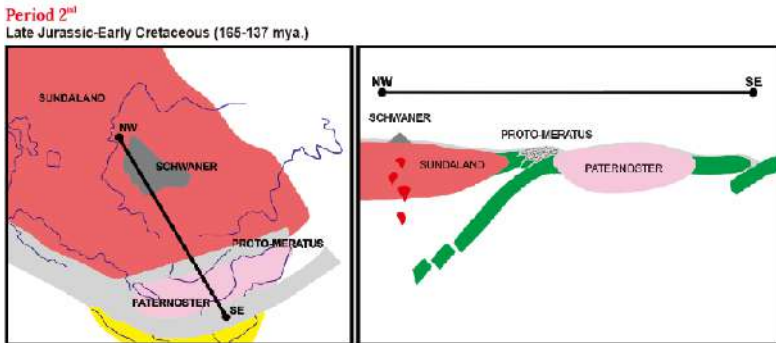 Period 2nd
Late Jurassic-Early Cretaceous (165-137 mya.)
SUNDALAND
NW
SCHWANER
PROTO-MERATUS
PATERNOSTER
SE
NW
SE
SCHWANER
PROTO-MERATUS
SUNDALAND
PATERNOSTER